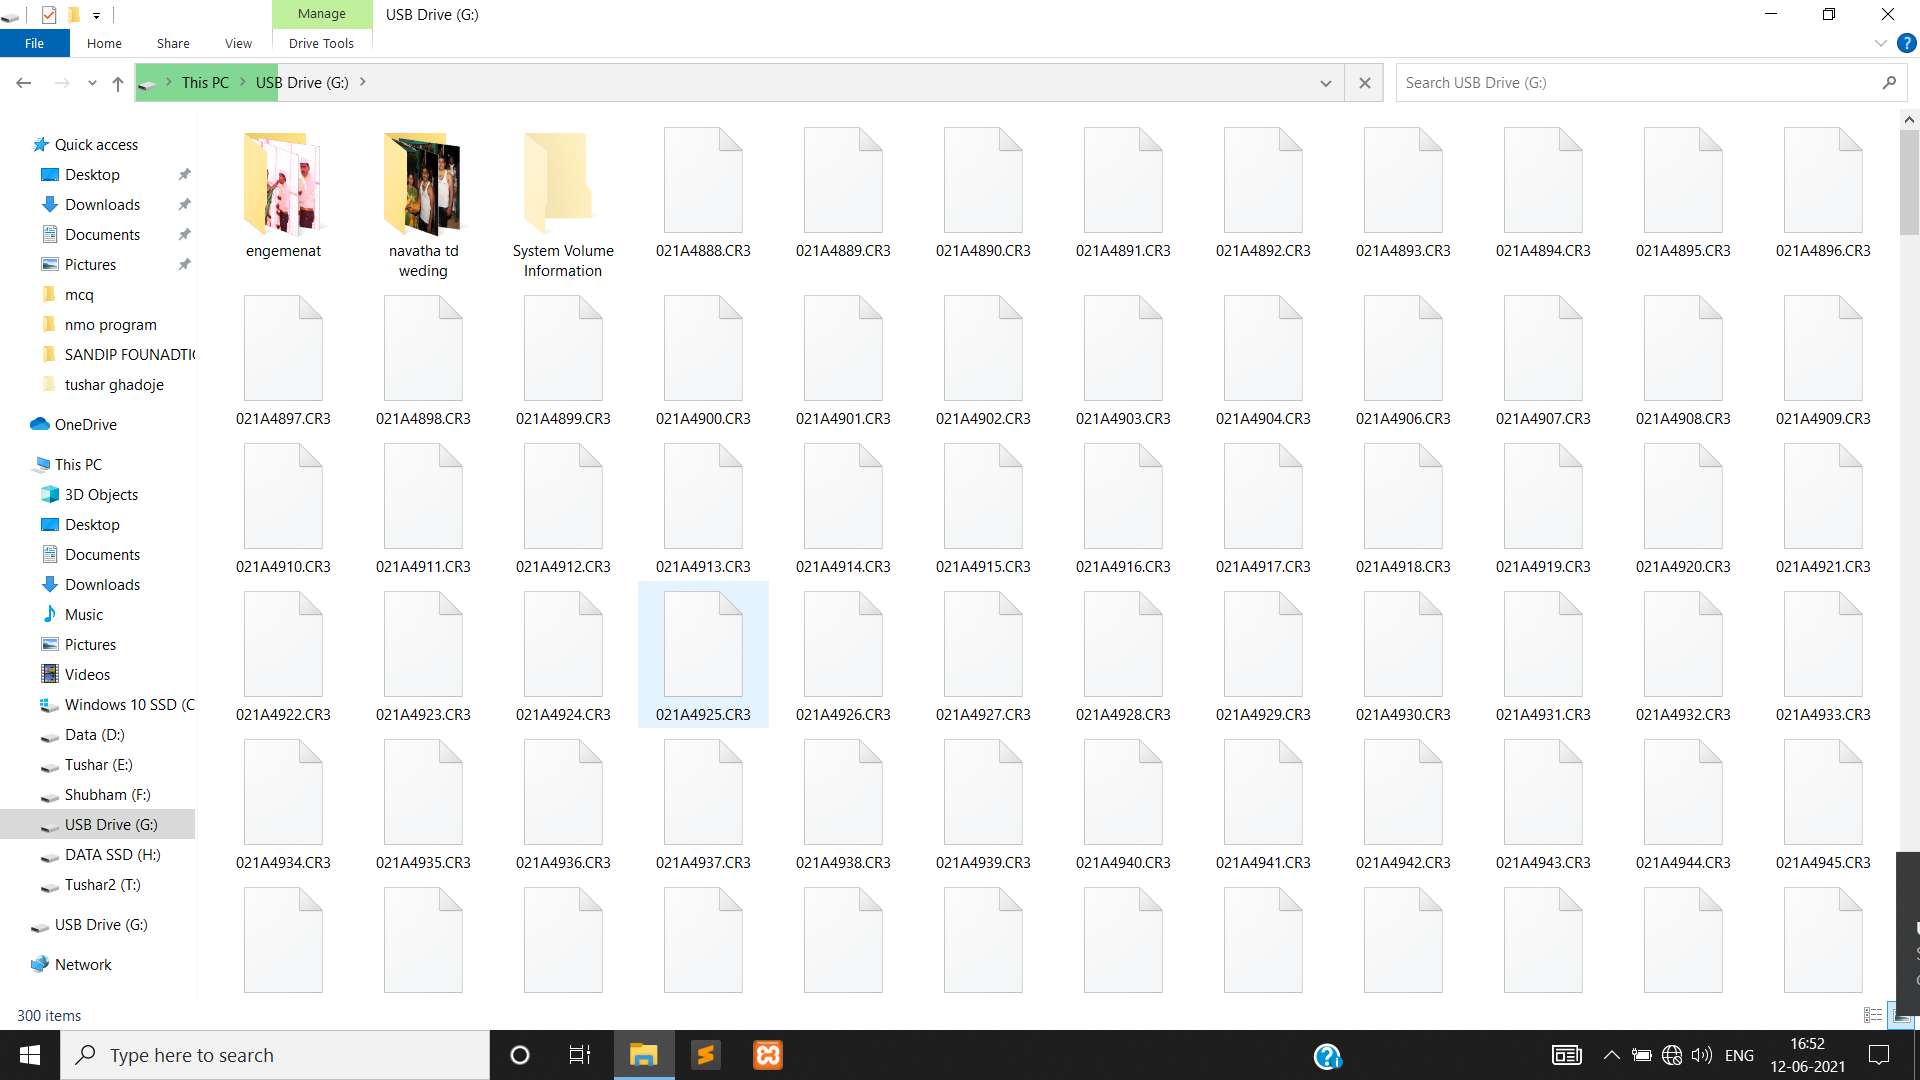 Manage
USB Drive (G:)
File
Home
Share
View
Drive Tools
This PC
USB Drive (G:)
Search USB Drive (G:)
Quick access
Desktop
Downloads
Documents
Pictures
mcq
nmo program
SANDIP FOUNADTI
tushar ghadoje
OneDrive
This PC
3D Objects
Desktop
Documents
Downloads
Music
Pictures
Videos
Windows 10 SSD (C
Data (D:)
Tushar (E:)
Shubham (F:)
USB Drive (G:)
DATA SSD (H:)
Tushar2 (T:)
USB Drive (G:)
Network
engemenat
navatha td
weding
System Volume
Information
021A4888.CR3
021A4889.CR3
021A4890.CR3
021A4891.CR3
021A4892.CR3
021A4893.CR3
021A4894.CR3
021A4895.CR3
021A4896.CR3
021A4897.CR3
021A4898.CR3
021A4899.CR3
021A4900.CR3
021A4901.CR3
021A4902.CR3
021A4903.CR3
021A4904.CR3
021A4906.CR3
021A4907.CR3
021A4908.CR3
021A4909.CR3
021A4910.CR3
021A4911.CR3
021A4912.CR3
021A4913.CR3
021A4914.CR3
021A4915.CR3
021A4916.CR3
021A4917.CR3
021A4918.CR3
021A4919.CR3
021A4920.CR3
021A4921.CR3
021A4922.CR3
021A4923.CR3
021A4924.CR3
021A4925.CR3
021A4926.CR3
021A4927.CR3
021A4928.CR3
021A4929.CR3
021A4930.CR3
021A4931.CR3
021A4932.CR3
021A4933.CR3
021A4934.CR3
021A4935.CR3
021A4936.CR3
021A4937.CR3
021A4938.CR3
021A4939.CR3
021A4940.CR3
021A4941.CR3
021A4942.CR3
021A4943.CR3
021A4944.CR3
021A4945.CR3
300 items
Type here to search
ENG
16:52
12-06-2021